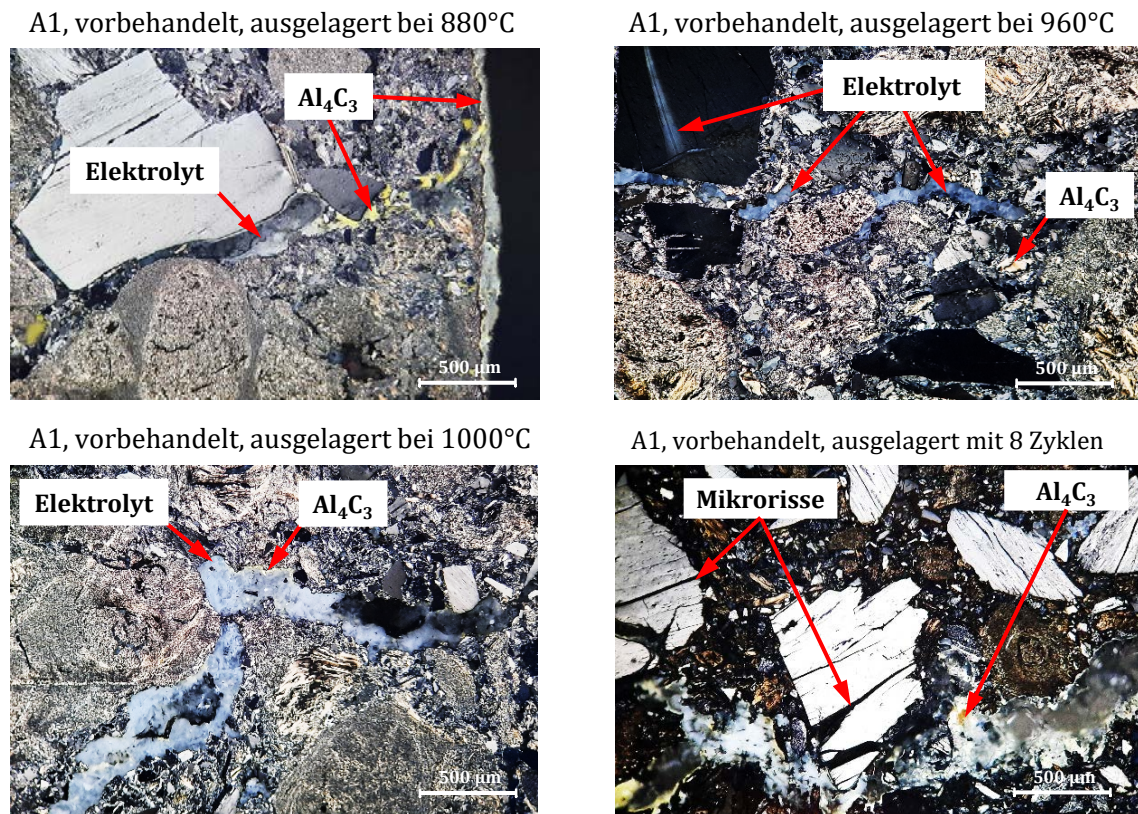 A1, vorbehandelt, ausgelagert bei 880°C
Al₄C₃
Elektrolyt
500 µm
A1, vorbehandelt, ausgelagert bei 960°C
Elektrolyt
Al₄C₃
500 µm
A1, vorbehandelt, ausgelagert bei 1000°C
Elektrolyt
Al₄C₃
500 µm
A1, vorbehandelt, ausgelagert mit 8 Zyklen
Mikrorisse
Al₄C₃
500 µm